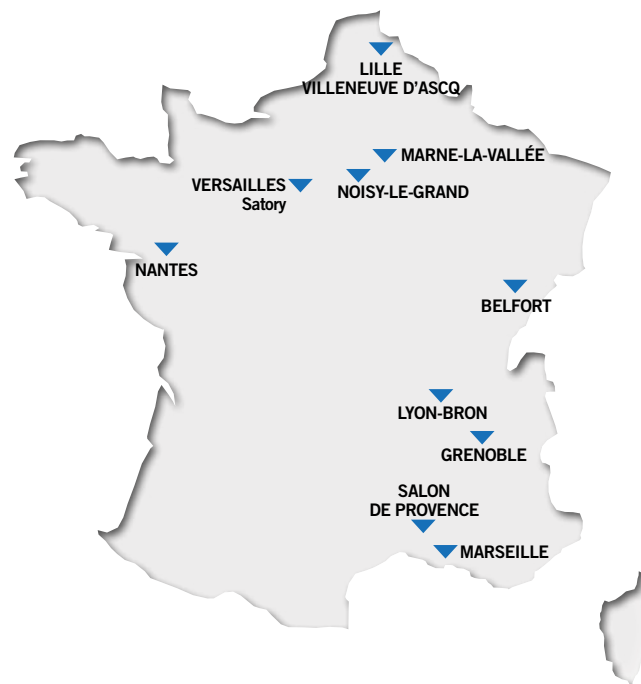 LILLE
VILLENEUVE D'ASCQ
MARNE-LA-VALLÉE
VERSAILLES
Satory
NOISY-LE-GRAND
NANTES
BELFORT
LYON-BRON
GRENOBLE
SALON
DE PROVENCE
MARSEILLE